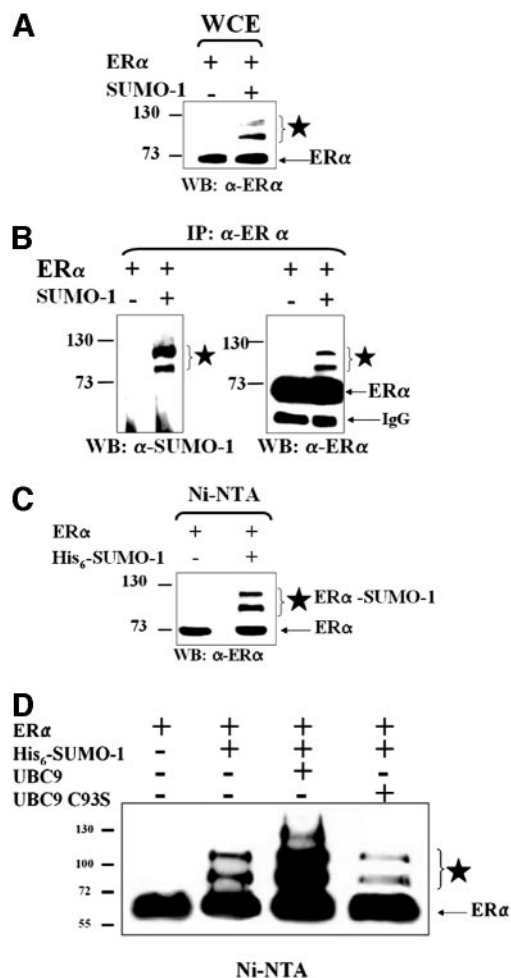 A
WCE
ERα + +
SUMO-1 - +
130
★
73
ERα
WB: α-ERα
B
IP: α-ER α
ERα + + + +
SUMO-1 - + - +
130 ★ 130 ★
73 73
ERα
IgG
WB: α-SUMO-1 WB: α-ERα
C
Ni-NTA
ERα + +
His6-SUMO-1 - +
130
★ ERα -SUMO-1
73 ERα
WB: α-ERα
D
ERα + + + +
His6-SUMO-1 - + + +
UBC9 - - + -
UBC9 C93S - - - +
130
100
★
72
ERα
55
Ni-NTA